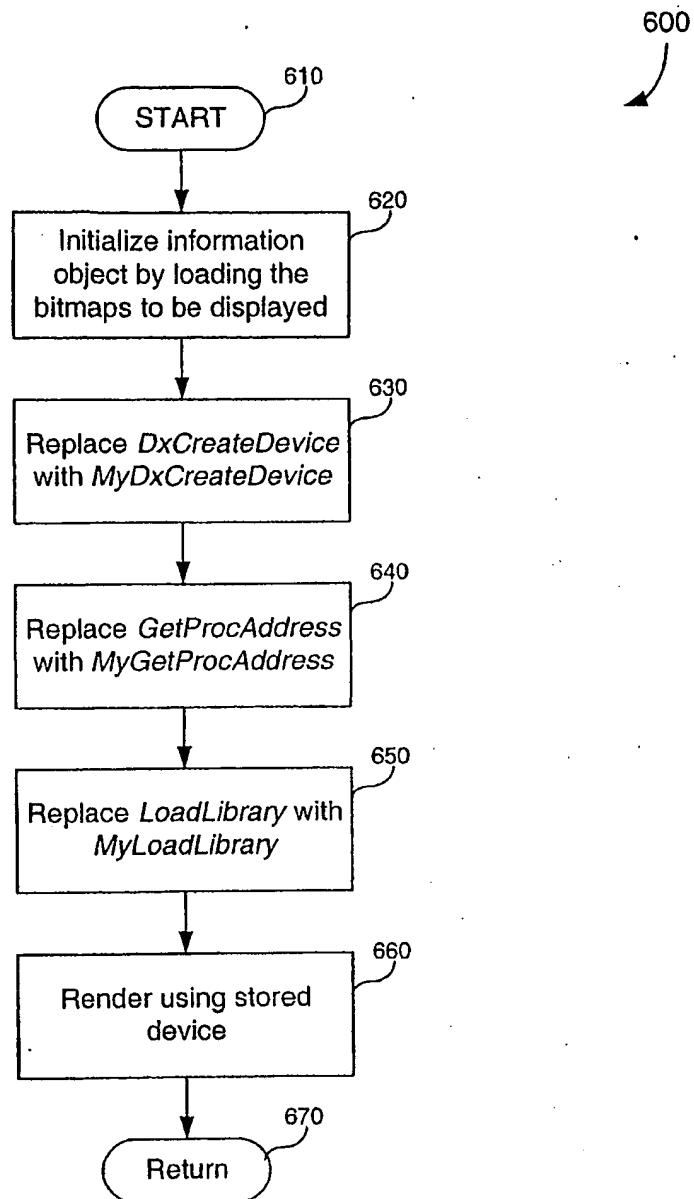 600
610
START
620
Initialize information
object by loading the
bitmaps to be displayed
630
Replace DxCreateDevice
with MyDxCreateDevice
640
Replace GetProcAddress
with MyGetProcAddress
650
Replace LoadLibrary with
MyLoadLibrary
660
Render using stored
device
670
Return